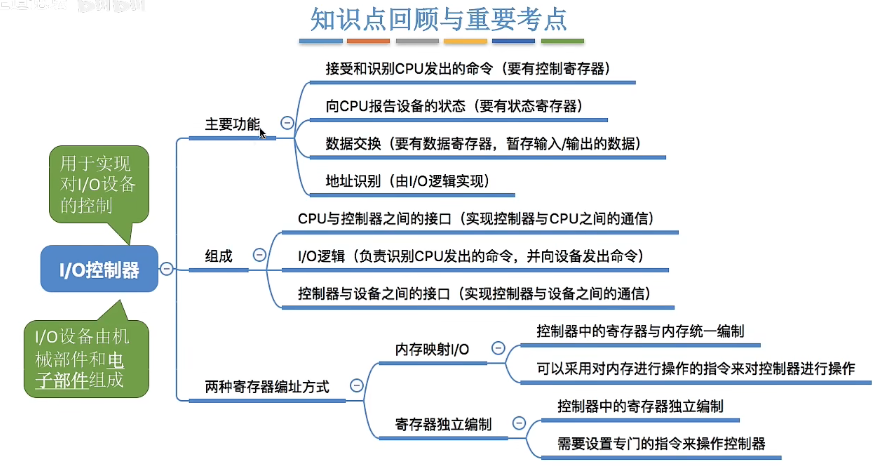 知识点回顾与重要考点
接受和识别CPU发出的命令（要有控制寄存器）
向CPU报告设备的状态（要有状态寄存器）
主要功能
数据交换（要有数据寄存器，暂存输入/输出的数据）
地址识别（由I/O逻辑实现）
用于实现
对I/O设备
的控制
CPU与控制器之间的接口（实现控制器与CPU之间的通信）
组成
I/O逻辑（负责识别CPU发出的命令，并向设备发出命令）
I/O控制器
控制器与设备之间的接口（实现控制器与设备之间的通信）
I/O设备由机
械部件和电
子部件组成
两种寄存器编址方式
内存映射I/O
控制器中的寄存器与内存统一编制
可以采用对内存进行操作的指令来对控制器进行操作
寄存器独立编制
控制器中的寄存器独立编制
需要设置专门的指令来操作控制器